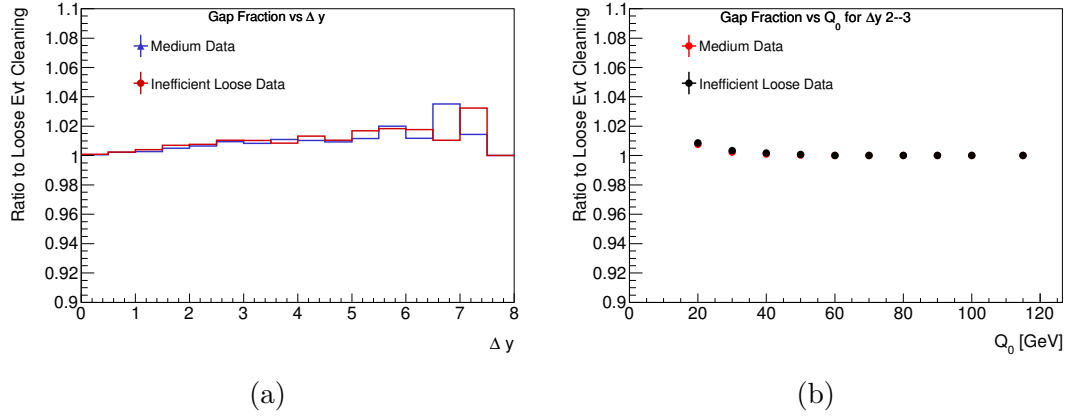 Gap Fraction vs Δ y
Medium Data
Inefficient Loose Data
Ratio to Loose Evt Cleaning
1.1
1.08
1.06
1.04
1.02
1
0.98
0.96
0.94
0.92
0.9
0 1 2 3 4 5 6 7 8
Δ y
(a)
Gap Fraction vs Q0 for Δy 2--3
Medium Data
Inefficient Loose Data
Ratio to Loose Evt Cleaning
1.1
1.08
1.06
1.04
1.02
1
0.98
0.96
0.94
0.92
0.9
0 20 40 60 80 100 120
Q0 [GeV]
(b)